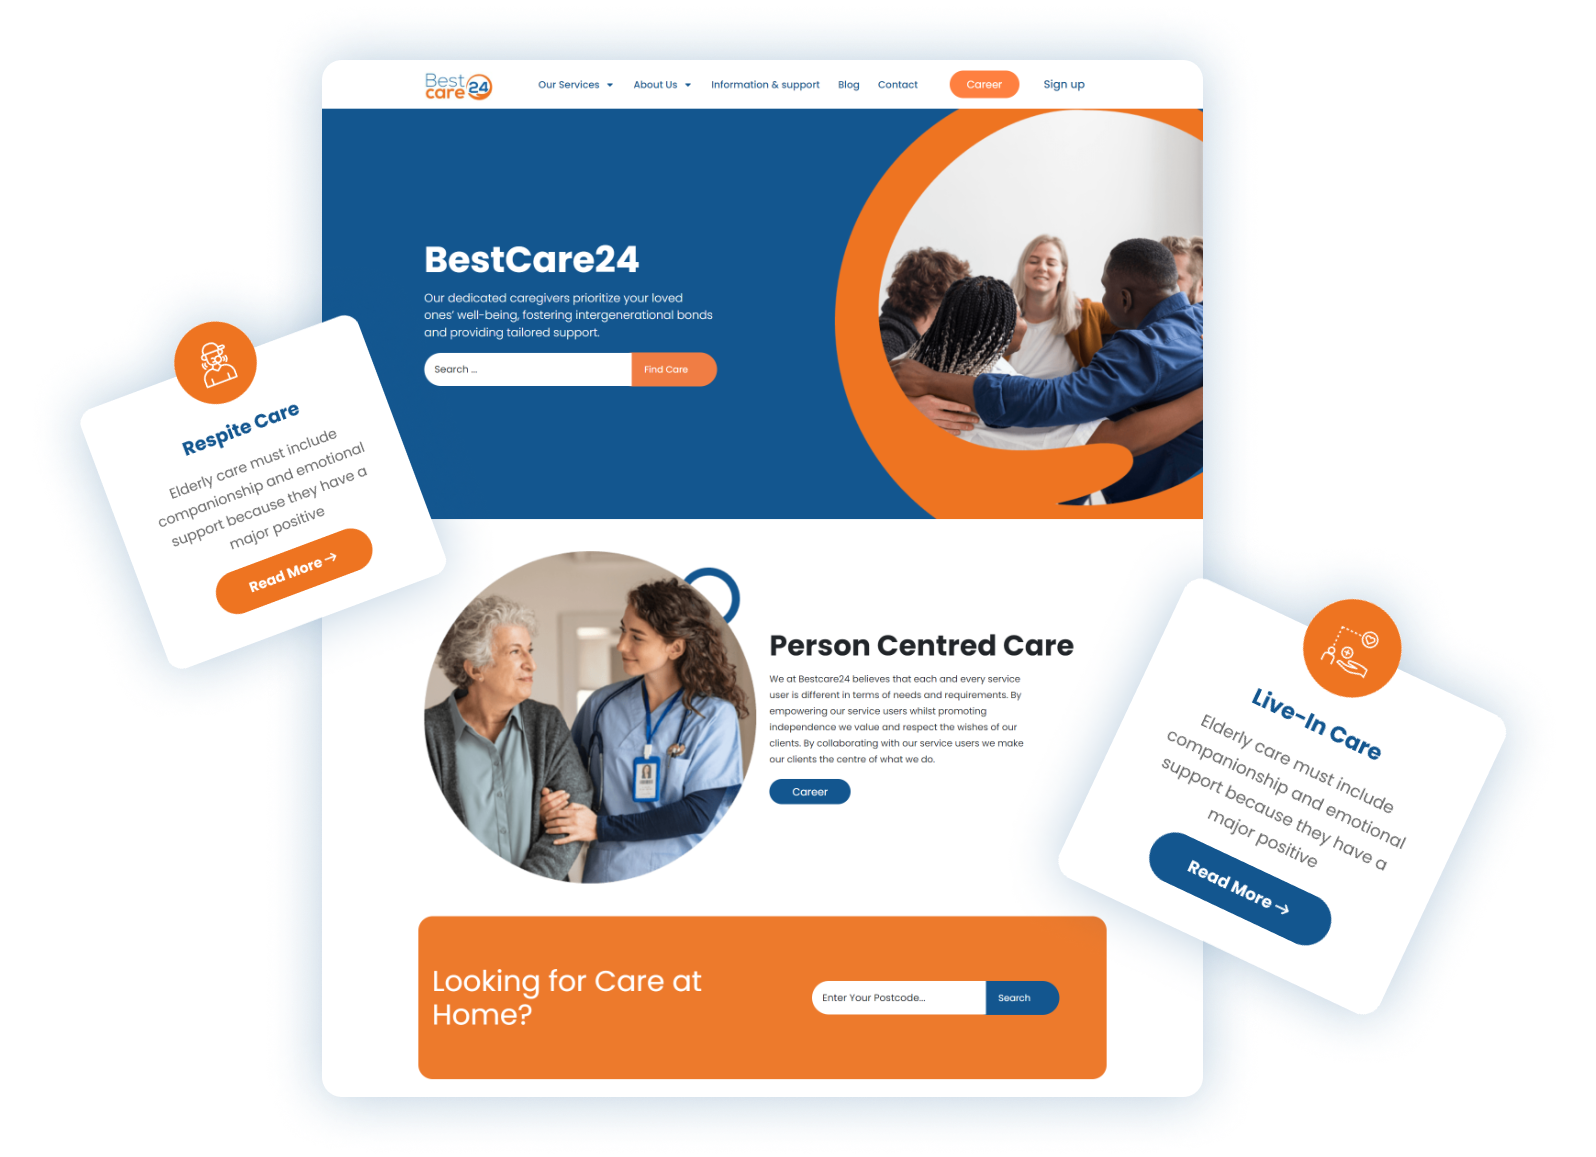 Best
care 24
Our Services
About Us
Information & support
Blog
Contact
Career
Sign up
BestCare24
Our dedicated caregivers prioritize your loved
ones' well-being, fostering intergenerational bonds
and providing tailored support.
Search ...
Find Care
Respite Care
Elderly care must include
companionship and emotional
support because they have a
major positive
Read More →
Person Centred Care
We at Bestcare24 believes that each and every service
user is different in terms of needs and requirements. By
empowering our service users whilst promoting
independence we value and respect the wishes of our
clients. By collaborating with our service users we make
our clients the centre of what we do.
Career
Live-In Care
Elderly care must include
companionship and emotional
support because they have a
major positive
Read More →
Looking for Care at
Home?
Enter Your Postcode...
Search